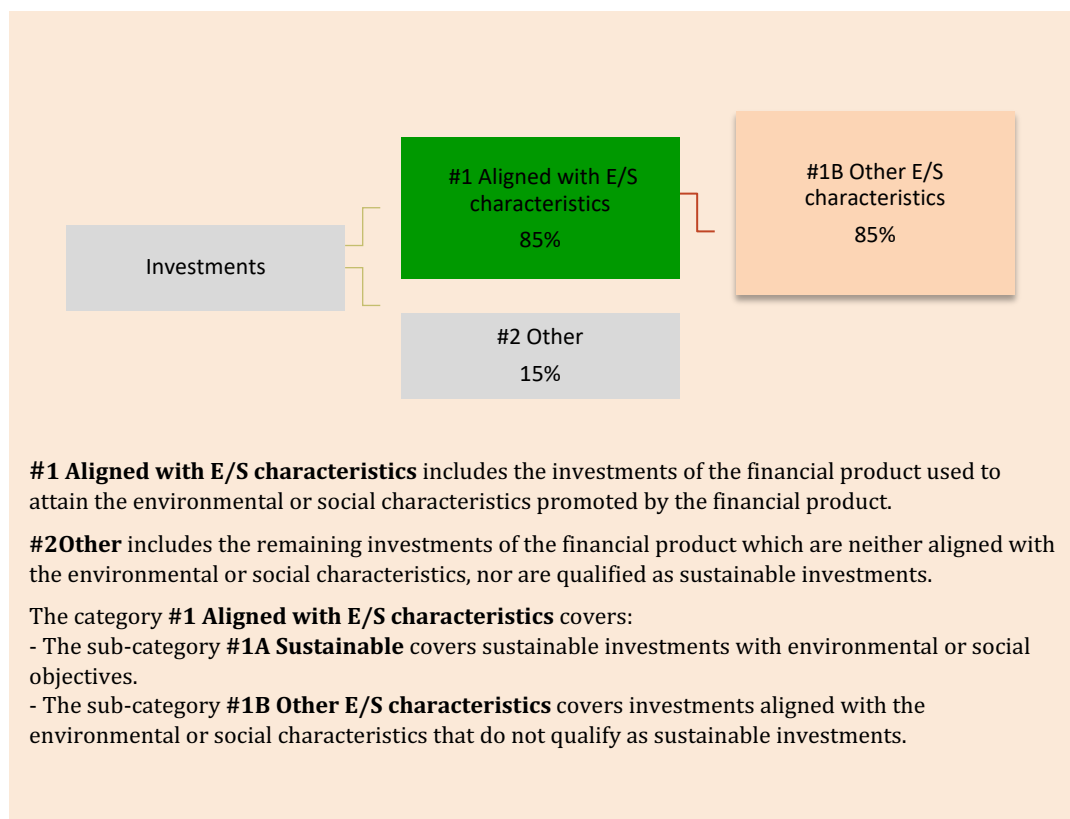 Investments
#1 Aligned with E/S
characteristics
85%
#1B Other E/S
characteristics
85%
#2 Other
15%
#1 Aligned with E/S characteristics includes the investments of the financial product used to
attain the environmental or social characteristics promoted by the financial product.
#2Other includes the remaining investments of the financial product which are neither aligned with
the environmental or social characteristics, nor are qualified as sustainable investments.
The category #1 Aligned with E/S characteristics covers:
- The sub-category #1A Sustainable covers sustainable investments with environmental or social
objectives.
- The sub-category #1B Other E/S characteristics covers investments aligned with the
environmental or social characteristics that do not qualify as sustainable investments.